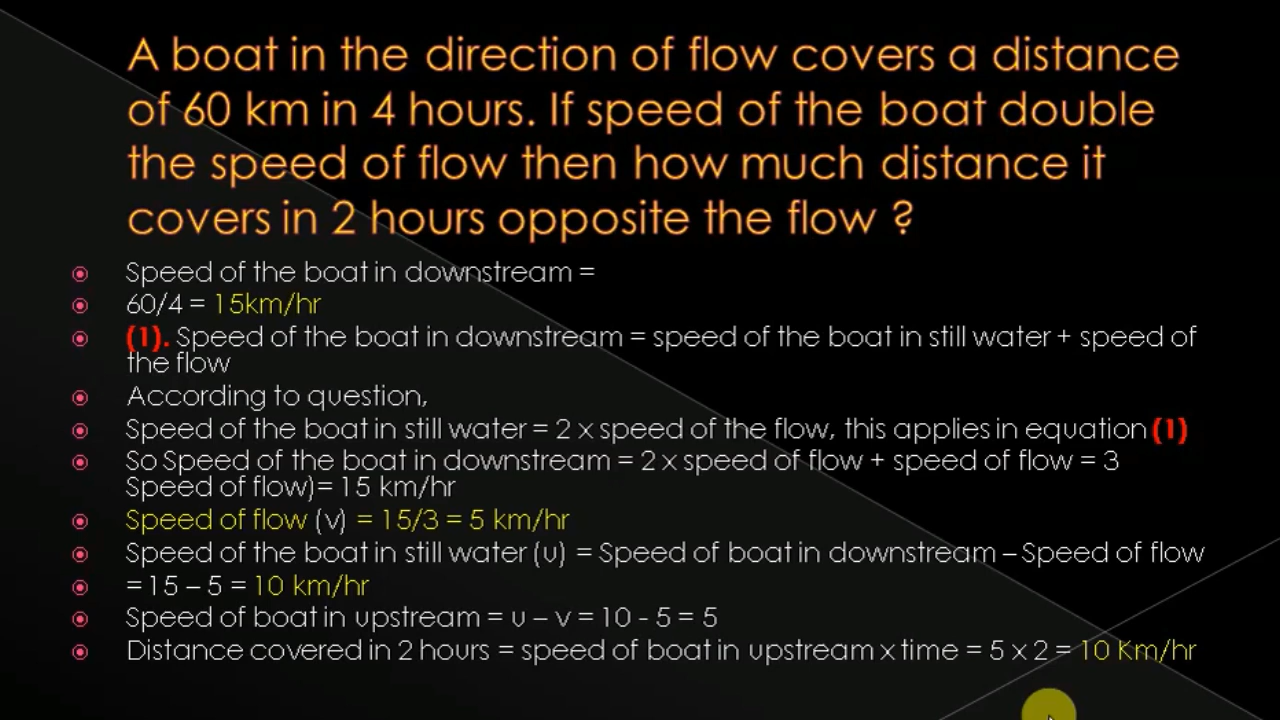 A boat in the direction of flow covers a distance
of 60 km in 4 hours. If speed of the boat double
the speed of flow then how much distance it
covers in 2 hours opposite the flow ?
Speed of the boat in downstream =
60/4 = 15km/hr
(1). Speed of the boat in downstream = speed of the boat in still water + speed of
the flow
According to question,
Speed of the boat in still water = 2 x speed of the flow, this applies in equation (1)
So Speed of the boat in downstream = 2 x speed of flow + speed of flow = 3
Speed of flow)= 15 km/hr
Speed of flow (v) = 15/3 = 5 km/hr
Speed of the boat in still water (u) = Speed of boat in downstream – Speed of flow
= 15 – 5 = 10 km/hr
Speed of boat in upstream = u – v = 10 - 5 = 5
Distance covered in 2 hours = speed of boat in upstream x time = 5 x 2 = 10 Km/hr